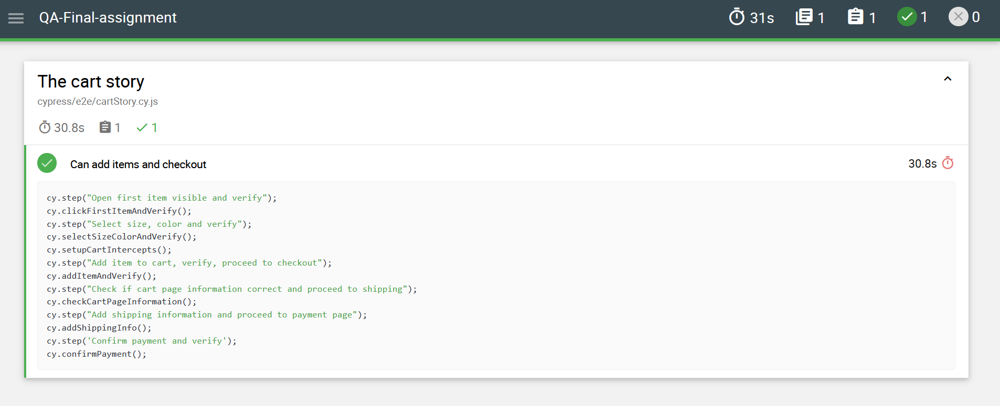 QA-Final-assignment
31s 1 1 1 0
The cart story
cypress/e2e/cartStory.cy.js
30.8s 1 1
Can add items and checkout
30.8s
cy.step("Open first item visible and verify");
cy.clickFirstItemAndVerify();
cy.step("Select size, color and verify");
cy.selectSizeColorAndVerify();
cy.setupCartIntercepts();
cy.step("Add item to cart, verify, proceed to checkout");
cy.addItemAndVerify();
cy.step("Check if cart page information correct and proceed to shipping");
cy.checkCartPageInformation();
cy.step("Add shipping information and proceed to payment page");
cy.addShippingInfo();
cy.step('Confirm payment and verify');
cy.confirmPayment();